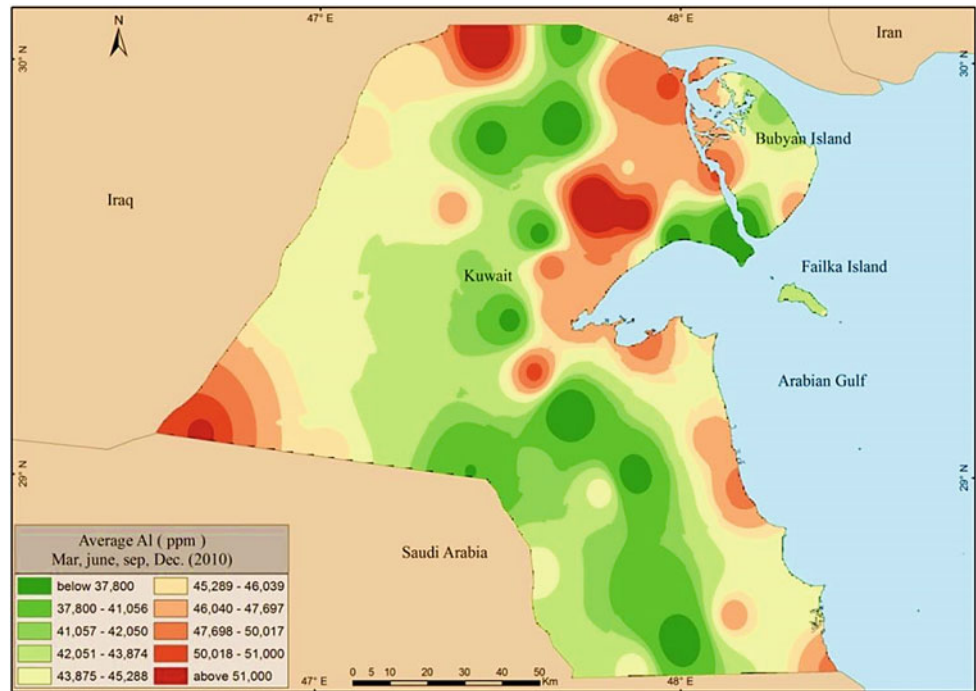 N
47° E
48° E
Iran
30° N
30° N
Bubyan Island
Iraq
Failka Island
Kuwait
Arabian Gulf
29° N
29° N
Saudi Arabia
Average Al ( ppm )
Mar, june, sep, Dec. (2010)
below 37,800
37,800 - 41,056
41,057 - 42,050
42,051 - 43,874
43,875 - 45,288
45,289 - 46,039
46,040 - 47,697
47,698 - 50,017
50,018 - 51,000
above 51,000
0 10 20 30 40 50
Km
47° E
48° E